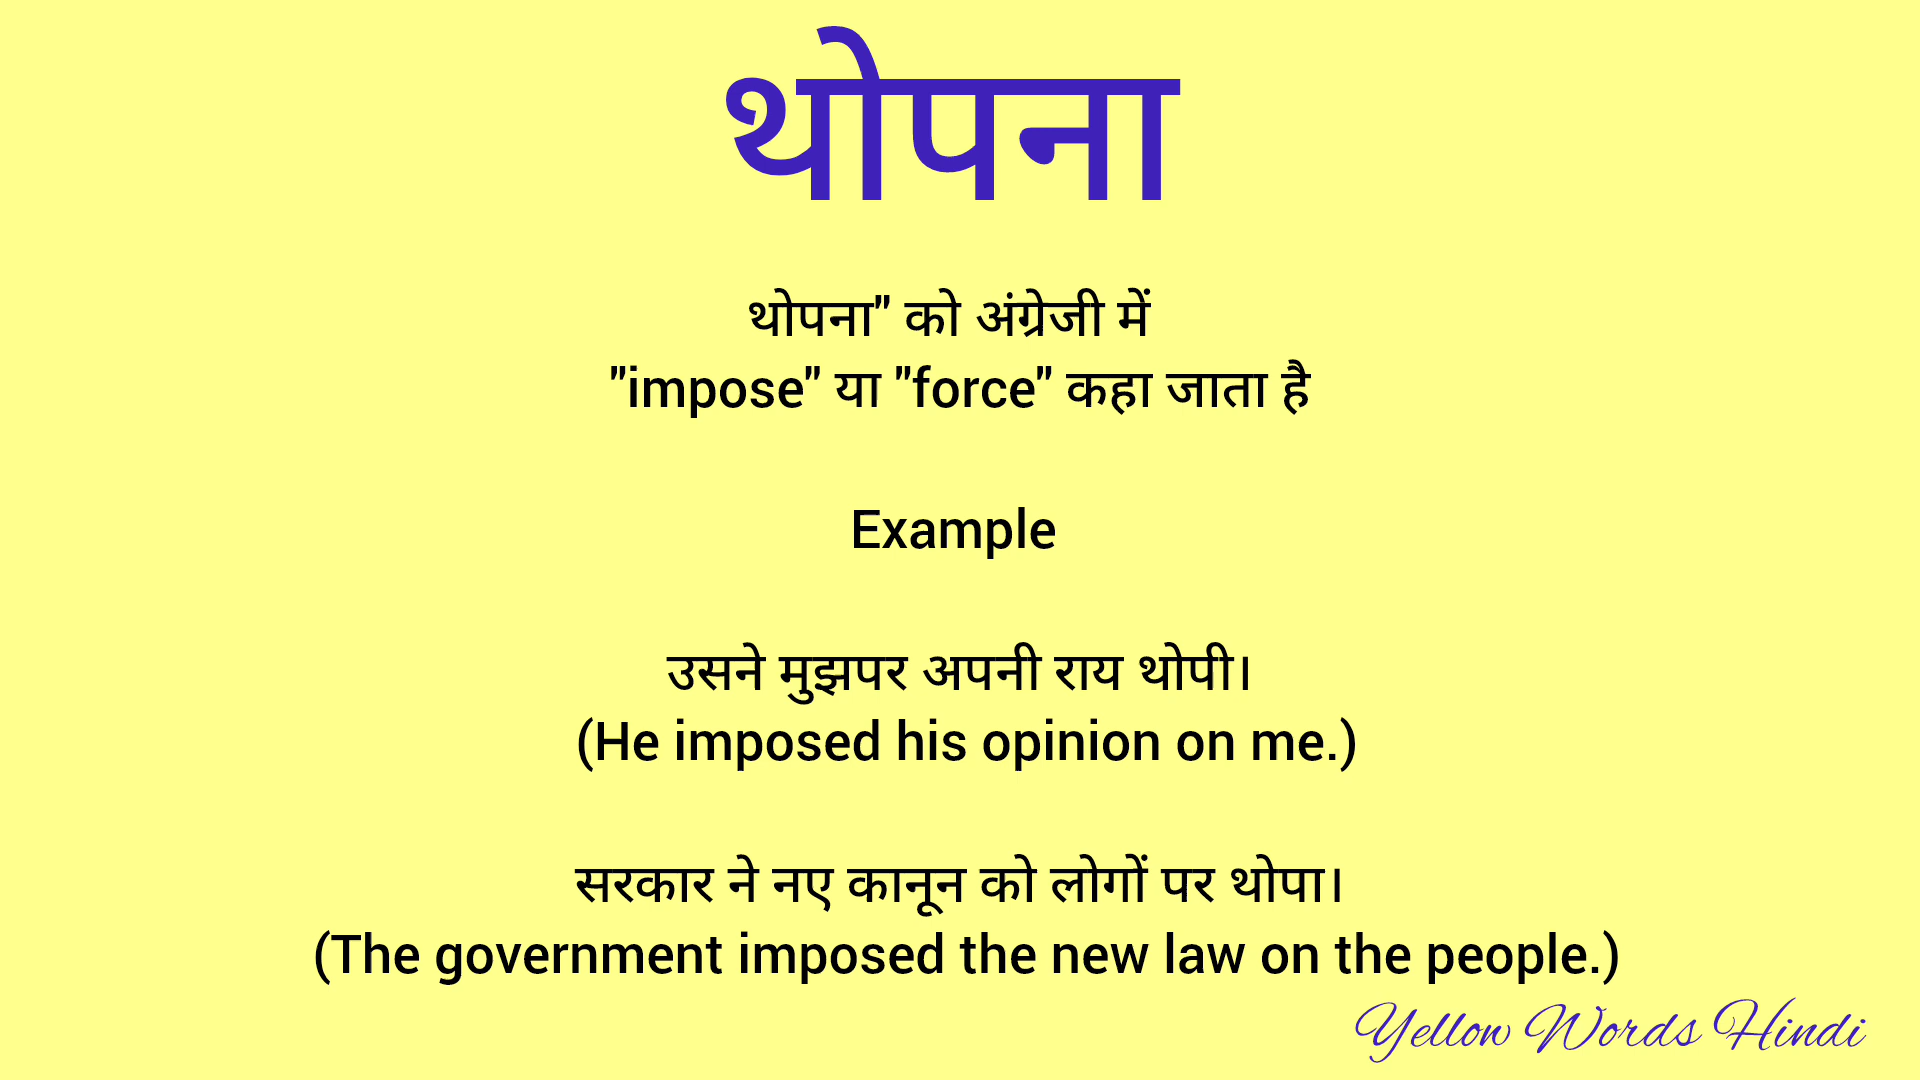 थोपना
थोपना" को अंग्रेजी में
"impose" या "force" कहा जाता है
Example
उसने मुझपर अपनी राय थोपी।
(He imposed his opinion on me.)
सरकार ने नए कानून को लोगों पर थोपा।
(The government imposed the new law on the people.)
Yellow Words Hindi